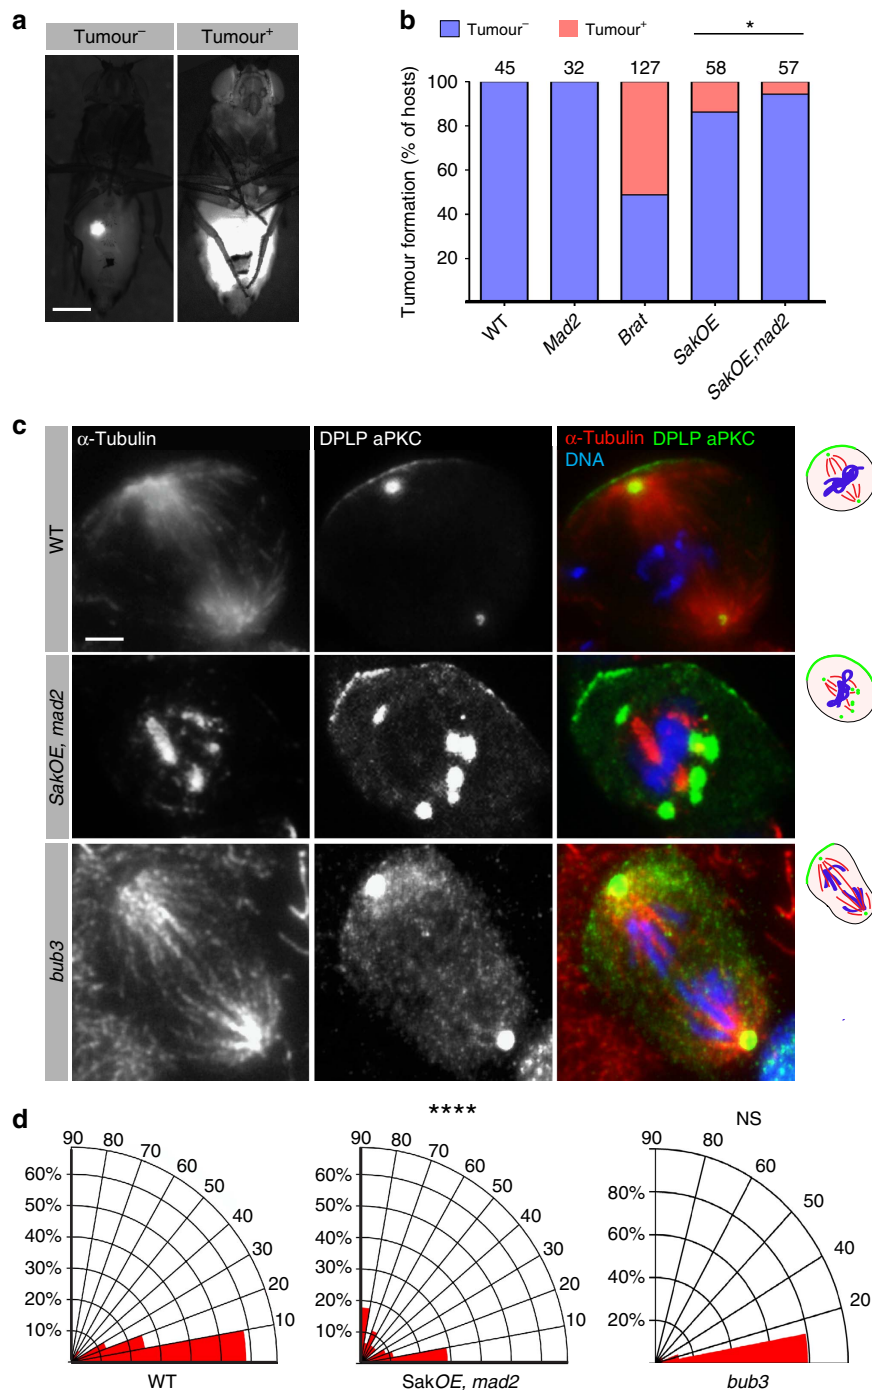 a
Tumour⁻ Tumour⁺
b
Tumour⁻ Tumour⁺
*
45 32 127 58 57
Tumour formation (% of hosts)
100
80
60
40
20
WT Mad2 Brat SakOE SakOE,mad2
c
α-Tubulin DPLP aPKC α-Tubulin DPLP aPKC
DNA
WT
SakOE, mad2
bub3
d
90 80 70 60 50 40 30 20 10
60%
50%
40%
30%
20%
10%
WT
****
90 80 70 60 50 40 30 20 10
60%
50%
40%
30%
20%
10%
SakOE, mad2
NS
90 80 60 50 40 20
80%
60%
40%
20%
bub3